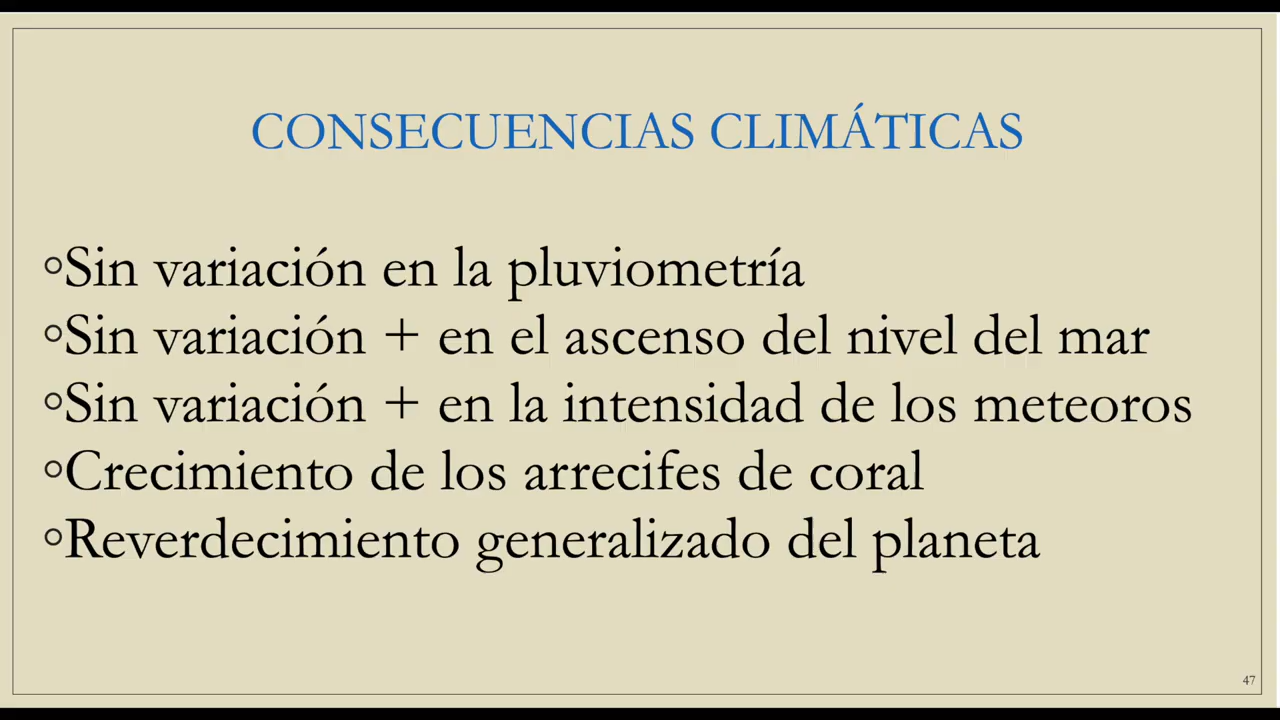 CONSECUENCIAS CLIMÁTICAS
◦Sin variación en la pluviometría
◦Sin variación + en el ascenso del nivel del mar
◦Sin variación + en la intensidad de los meteoros
◦Crecimiento de los arrecifes de coral
◦Reverdecimiento generalizado del planeta
47